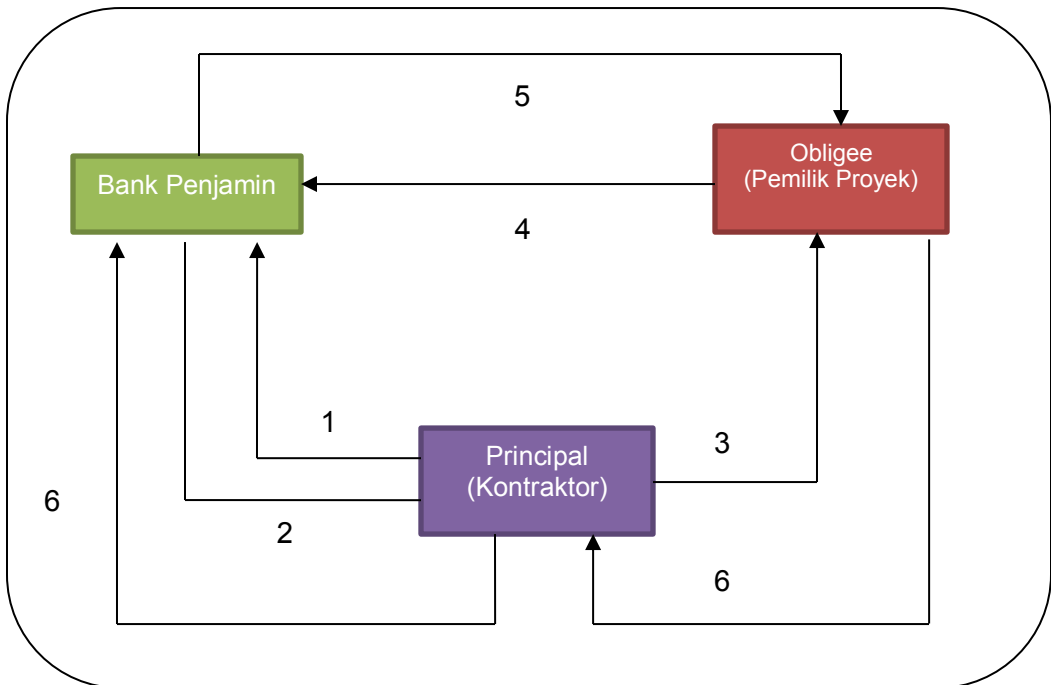 5
Obligee
(Pemilik Proyek)
Bank Penjamin
4
1
Principal
(Kontraktor)
3
6
2
6